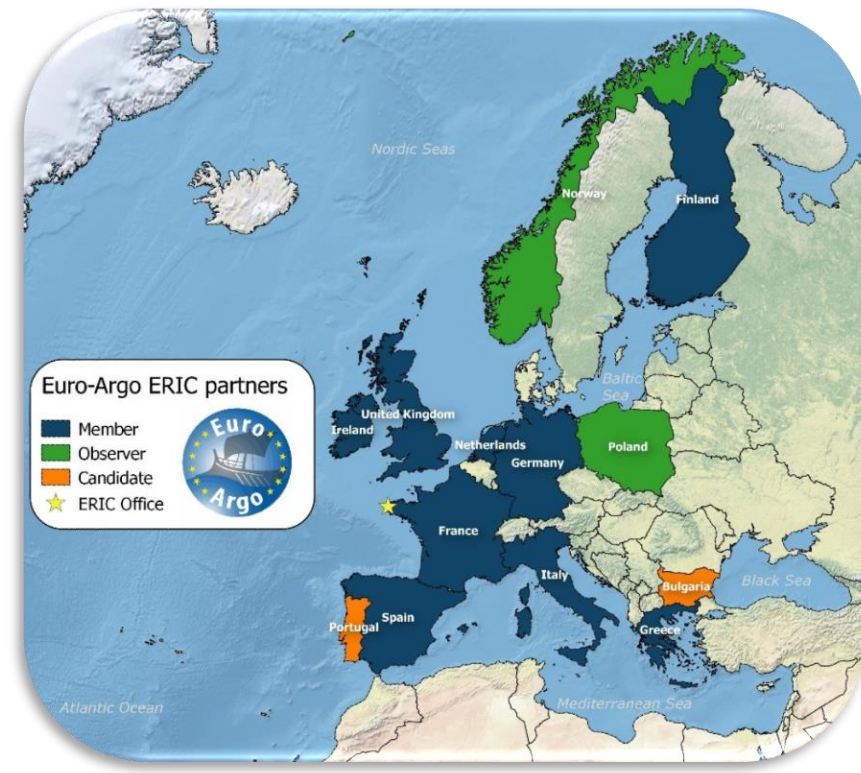 Nordic Seas
Norway
Finland
Euro-Argo ERIC partners
Member
Observer
Candidate
ERIC Office
Euro
Argo
Baltic
Sea
United Kingdom
Ireland
Netherlands
Germany
Poland
France
Italy
Bulgaria
Black Sea
Portugal
Spain
Greece
Atlantic Ocean
Mediterranean Sea